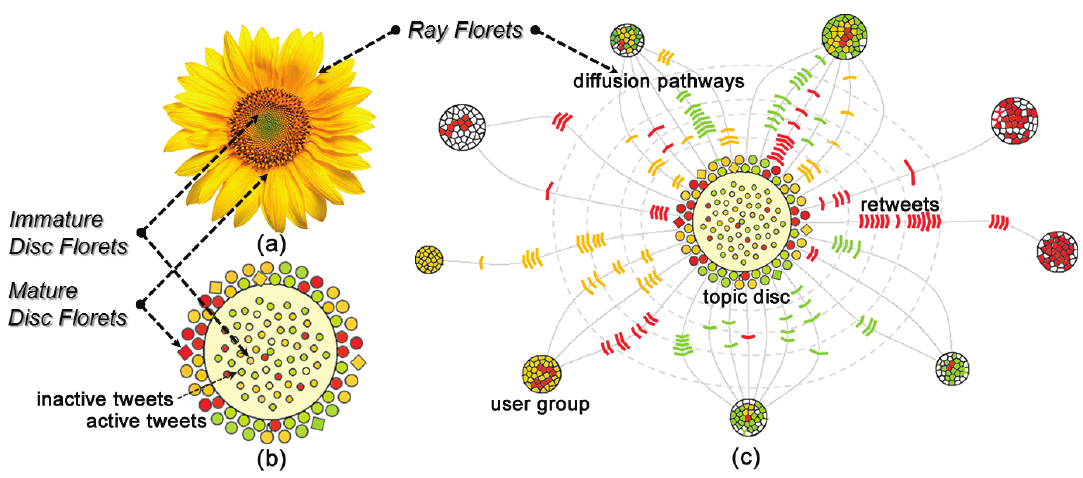 Ray Florets
diffusion pathways
Immature
Disc Florets
(a)
retweets
Mature
Disc Florets
topic disc
inactive tweets
active tweets
user group
(b)
(c)